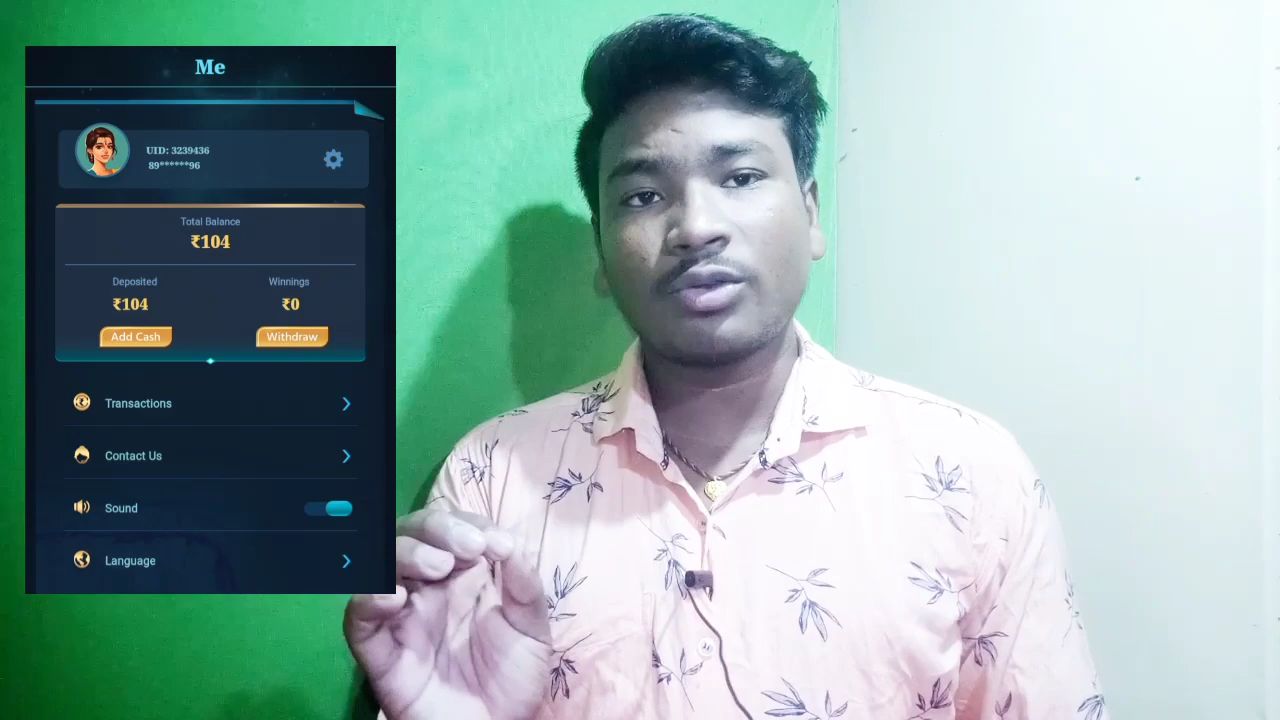 Me
UID: 3239436
89******96
Total Balance
₹104
Deposited Winnings
₹104 ₹0
Add Cash Withdraw
Transactions
Contact Us
Sound
Language